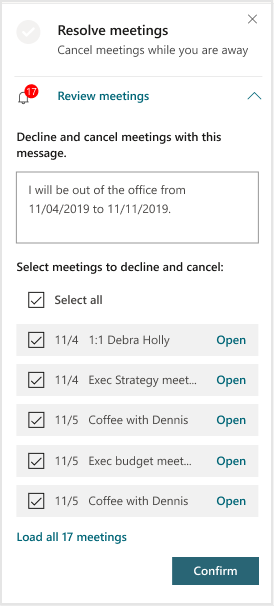 Resolve meetings
Cancel meetings while you are away
17
Review meetings
Decline and cancel meetings with this
message.
I will be out of the office from
11/04/2019 to 11/11/2019.
Select meetings to decline and cancel:
Select all
11/4 1:1 Debra Holly Open
11/4 Exec Strategy meet... Open
11/5 Coffee with Dennis Open
11/5 Exec budget meet... Open
11/5 Coffee with Dennis Open
Load all 17 meetings
Confirm